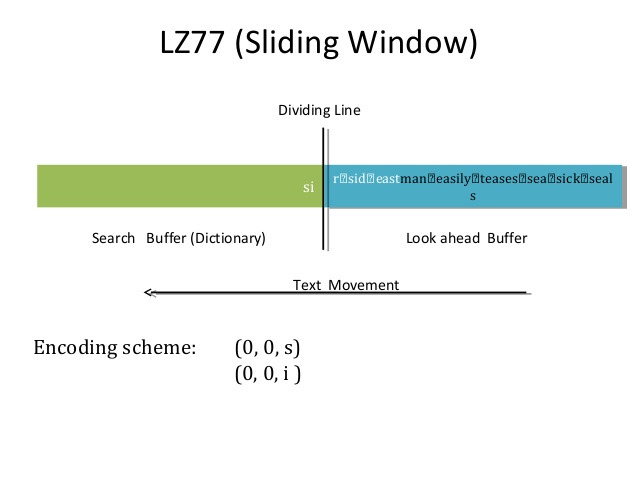 LZ77 (Sliding Window)
Dividing Line
si
r␣sid␣eastman␣easily␣teases␣sea␣sick␣seal
s
Search Buffer (Dictionary)
Look ahead Buffer
Text Movement
Encoding scheme: (0, 0, s)
(0, 0, i )